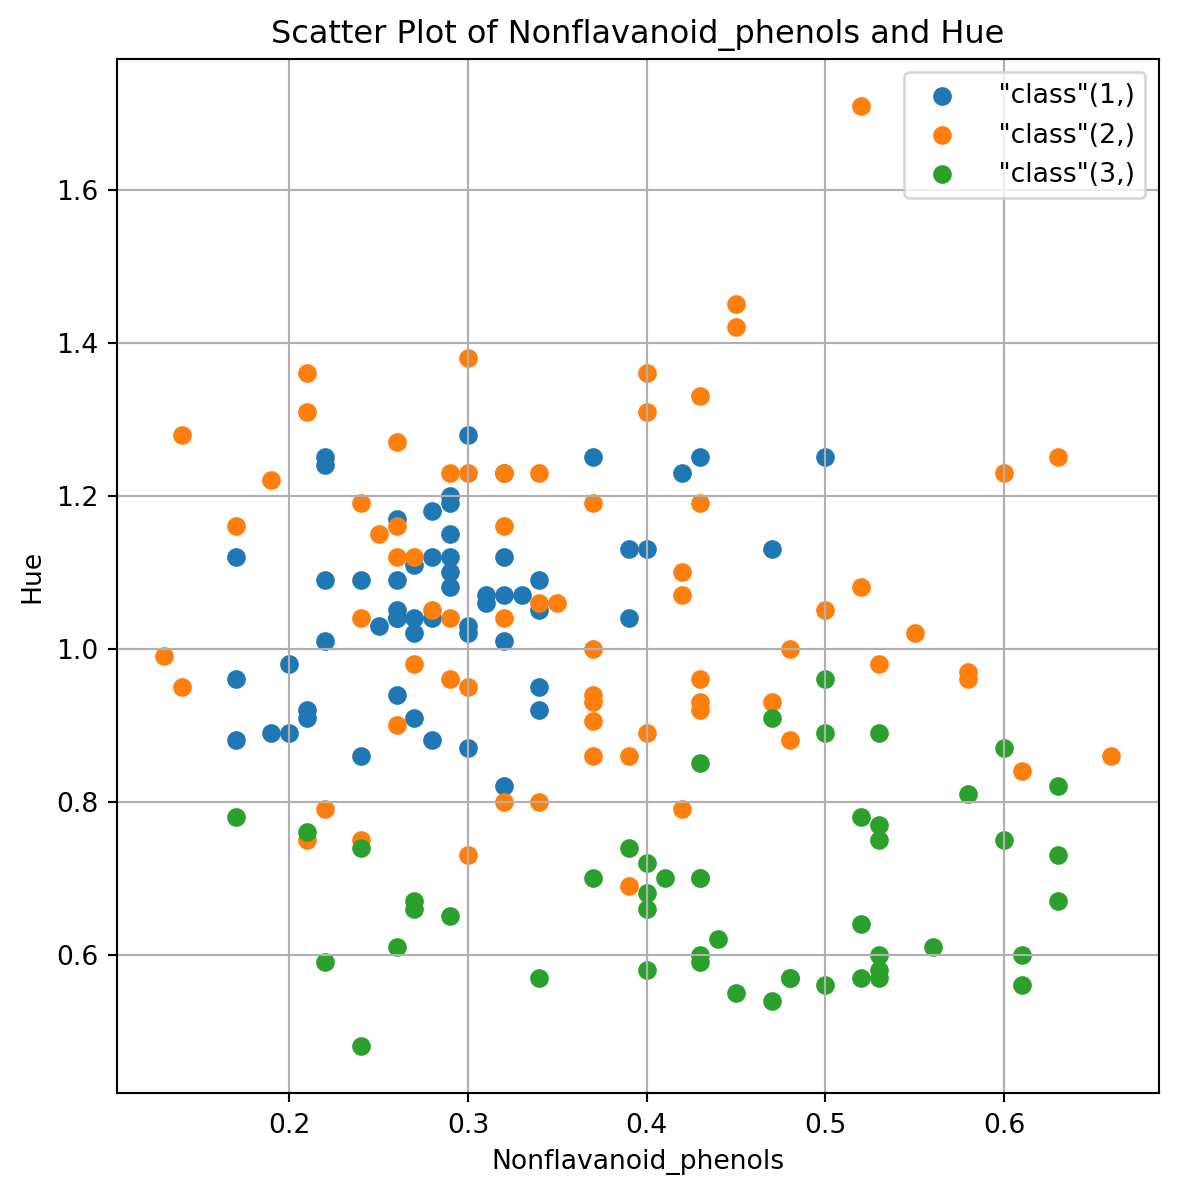 Scatter Plot of Nonflavanoid_phenols and Hue
"class"(1,)
"class"(2,)
"class"(3,)
1.6
1.4
1.2
1.0
0.8
0.6
Hue
0.2 0.3 0.4 0.5 0.6
Nonflavanoid_phenols